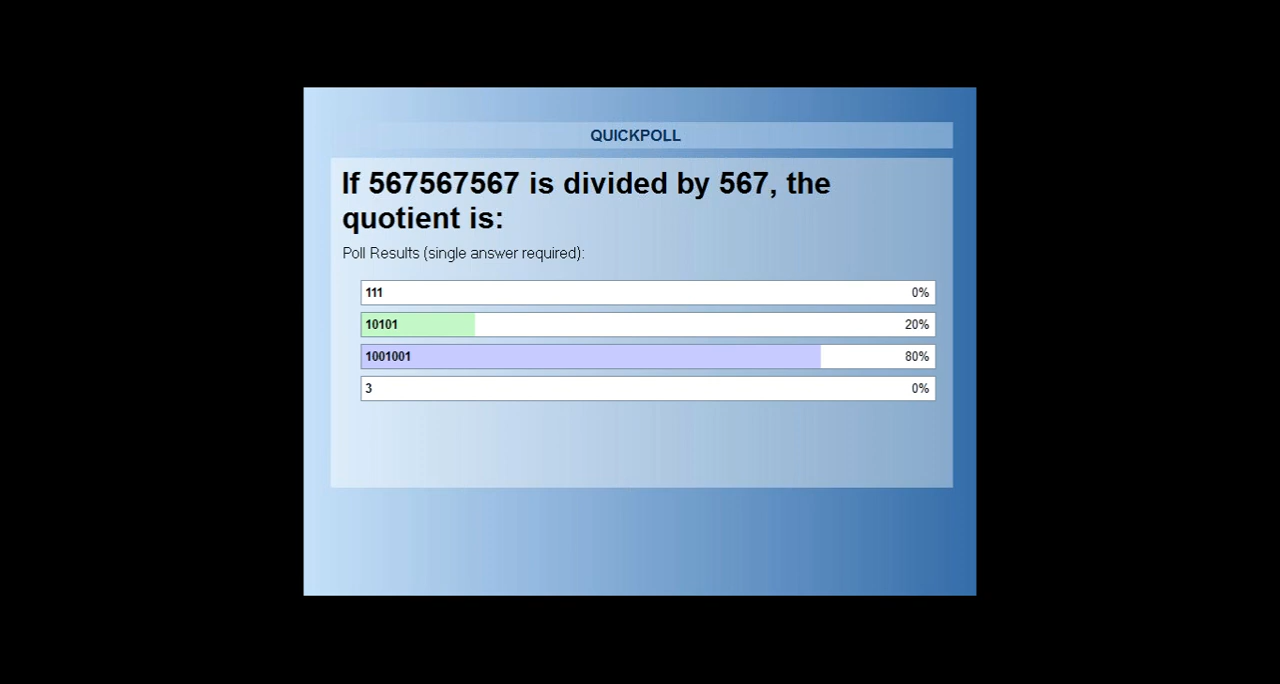 QUICKPOLL
If 567567567 is divided by 567, the
quotient is:
Poll Results (single answer required):
111 0%
10101 20%
1001001 80%
3 0%